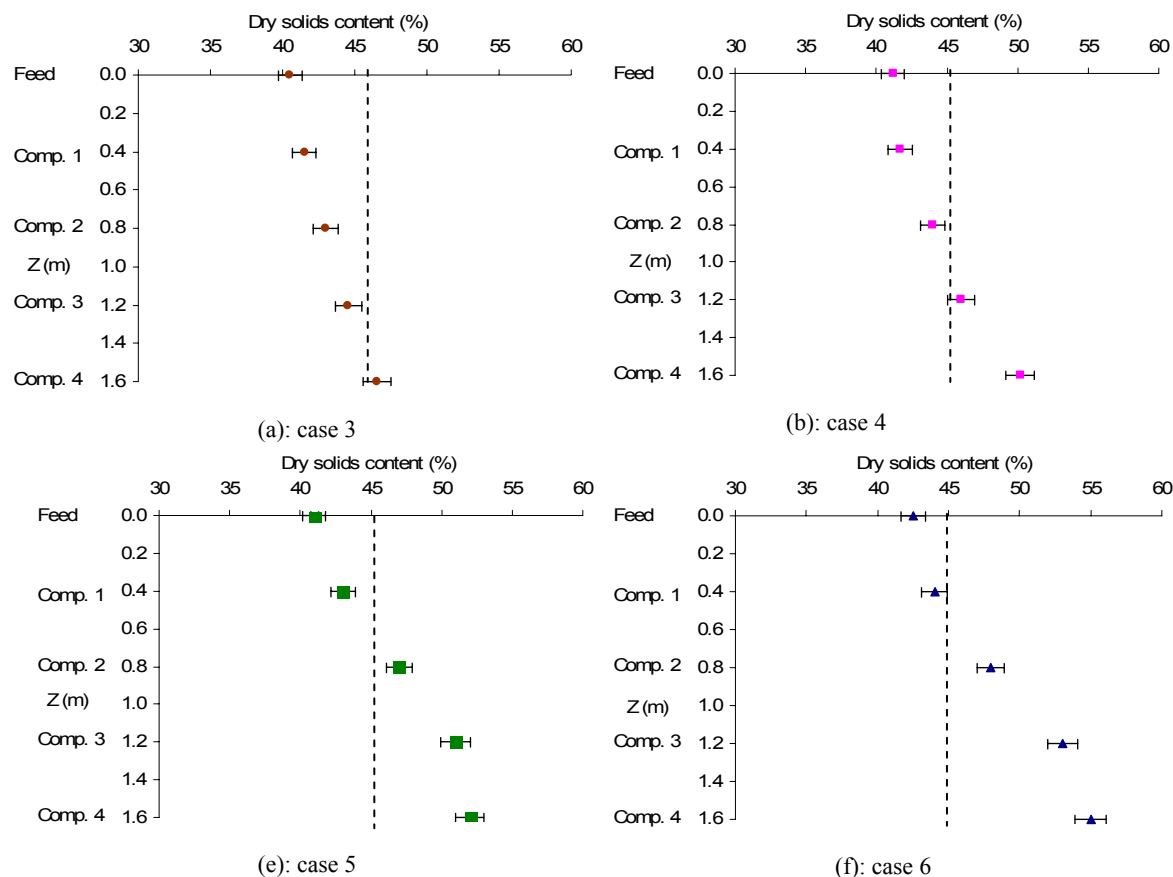 Dry solids content (%)
30 35 40 45 50 55 60
Feed 0.0
0.2
Comp. 1 0.4
0.6
Comp. 2 0.8
Z (m) 1.0
Comp. 3 1.2
1.4
Comp. 4 1.6
(a): case 3
Dry solids content (%)
30 35 40 45 50 55 60
Feed 0.0
0.2
Comp. 1 0.4
0.6
Comp. 2 0.8
Z (m) 1.0
Comp. 3 1.2
1.4
Comp. 4 1.6
(b): case 4
Dry solids content (%)
30 35 40 45 50 55 60
Feed 0.0
0.2
Comp. 1 0.4
0.6
Comp. 2 0.8
Z (m) 1.0
Comp. 3 1.2
1.4
Comp. 4 1.6
(e): case 5
Dry solids content (%)
30 35 40 45 50 55 60
Feed 0.0
0.2
Comp. 1 0.4
0.6
Comp. 2 0.8
Z (m) 1.0
Comp. 3 1.2
1.4
Comp. 4 1.6
(f): case 6